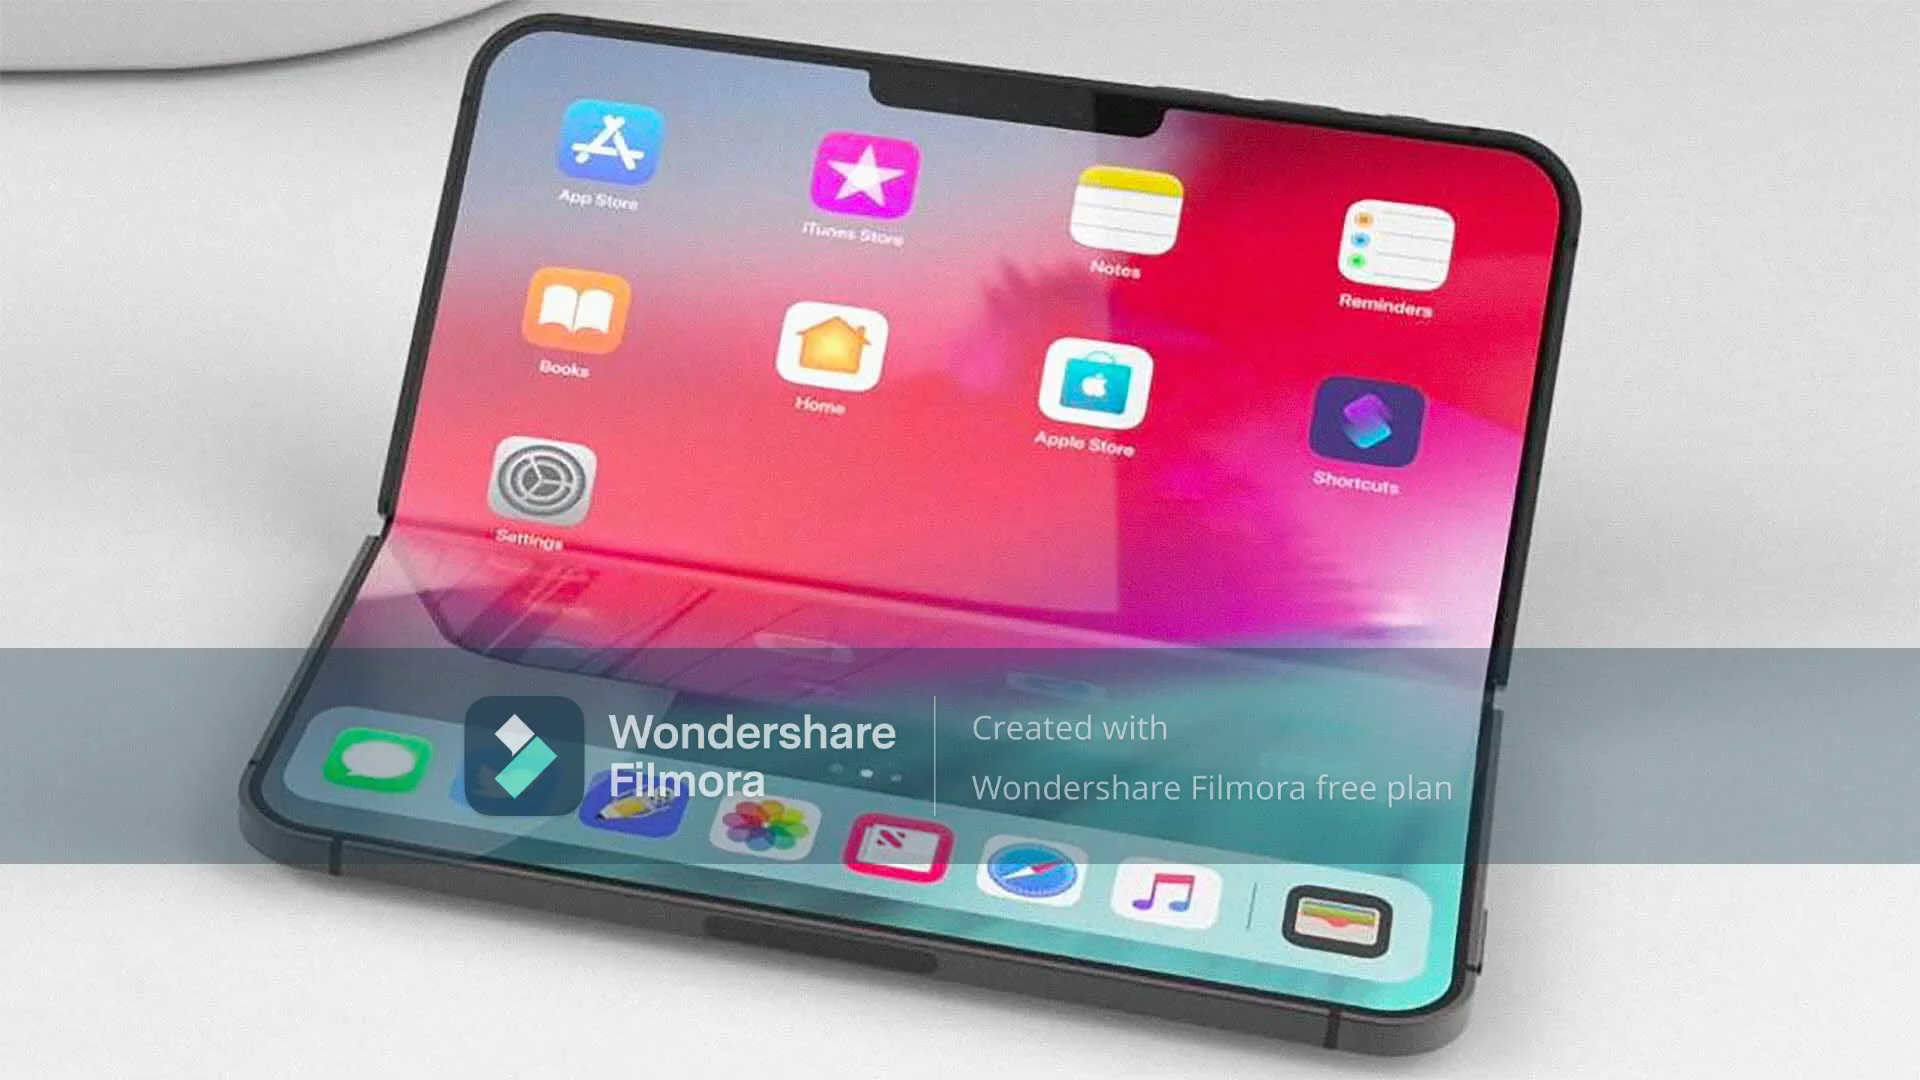 App Store
iTunes Store
Notes
Reminders
Books
Home
Apple Store
Shortcuts
Settings
Wondershare
Filmora
Created with
Wondershare Filmora free plan